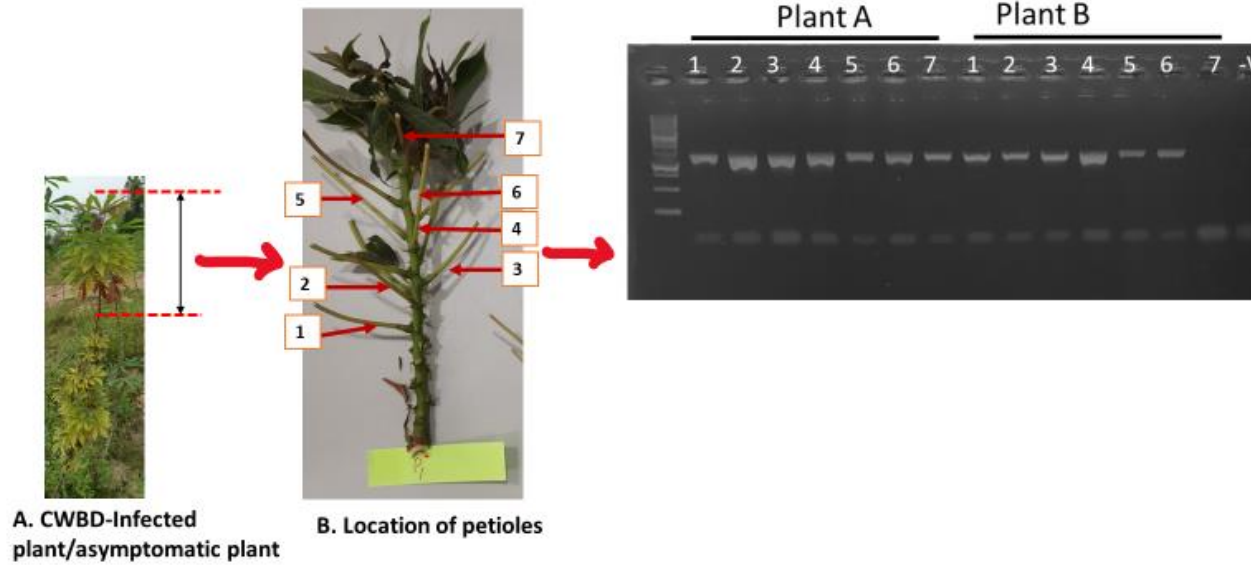 Plant A
Plant B
1 2 3 4 5 6 7 1 2 3 4 5 6 7
7
5
6
4
3
2
1
A. CWBD-Infected
plant/asymptomatic plant
B. Location of petioles